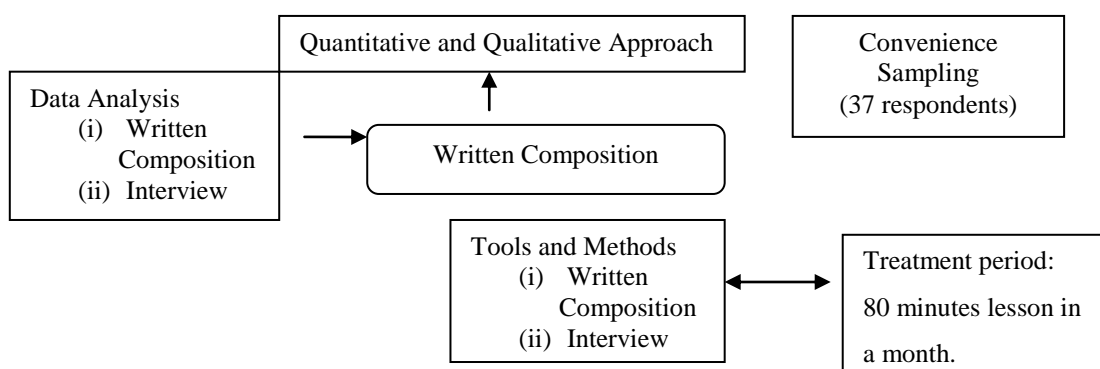 Quantitative and Qualitative Approach
Convenience
Sampling
(37 respondents)
Data Analysis
(i) Written
Composition
(ii) Interview
Written Composition
Tools and Methods
(i) Written
Composition
(ii) Interview
Treatment period:
80 minutes lesson in
a month.